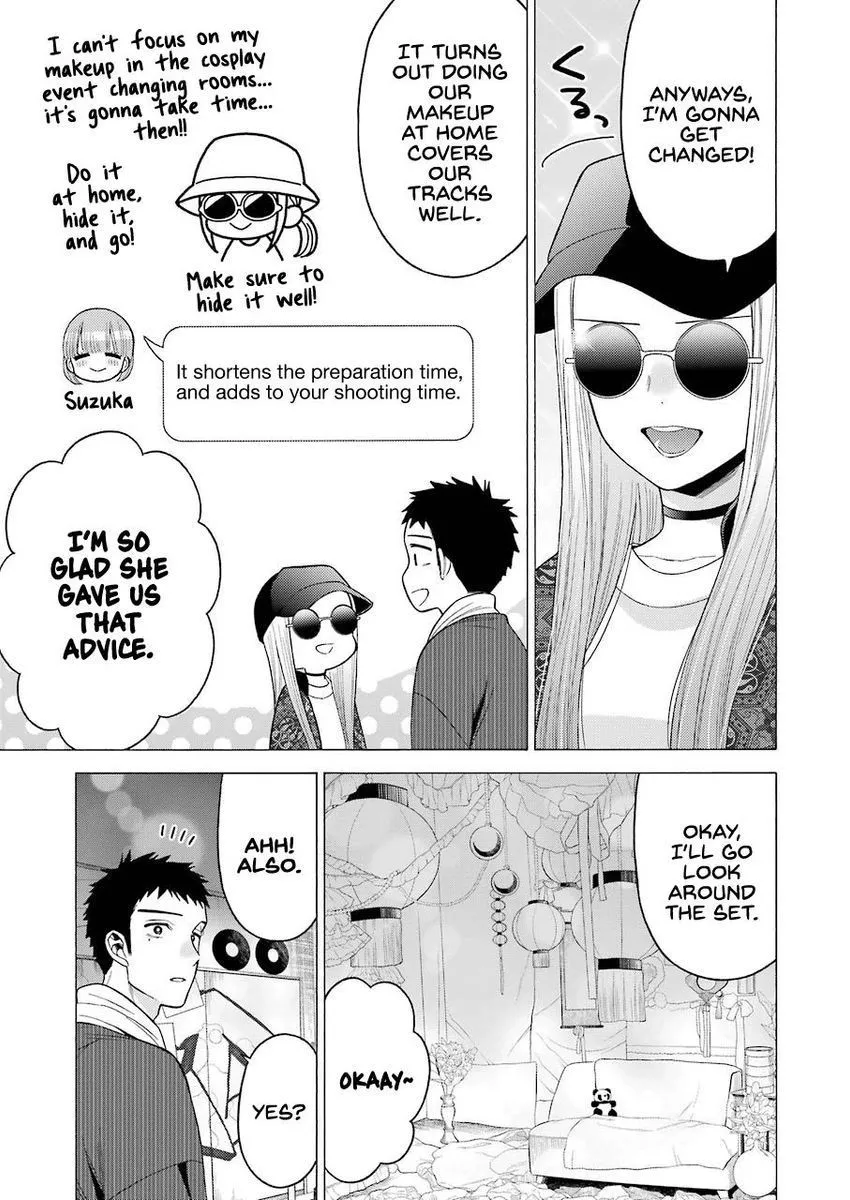 ANYWAYS,
I'M GONNA
GET
CHANGED!
くるっ
IT TURNS
OUT DOING
OUR
MAKEUP
AT HOME
COVERS
OUR
TRACKS
WELL.
I can't focus on my
makeup in the cosplay
event changing rooms...
it's gonna take time...
then!!
Do it
at home,
hide it,
and go!
Make sure to
hide it well!
Suzuka
It shortens the preparation time,
and adds to your shooting time.
I'M SO
GLAD SHE
GAVE US
THAT
ADVICE.
OKAY,
I'LL GO
LOOK
AROUND
THE SET.
OKAAY~
AHH!
ALSO.
YES?